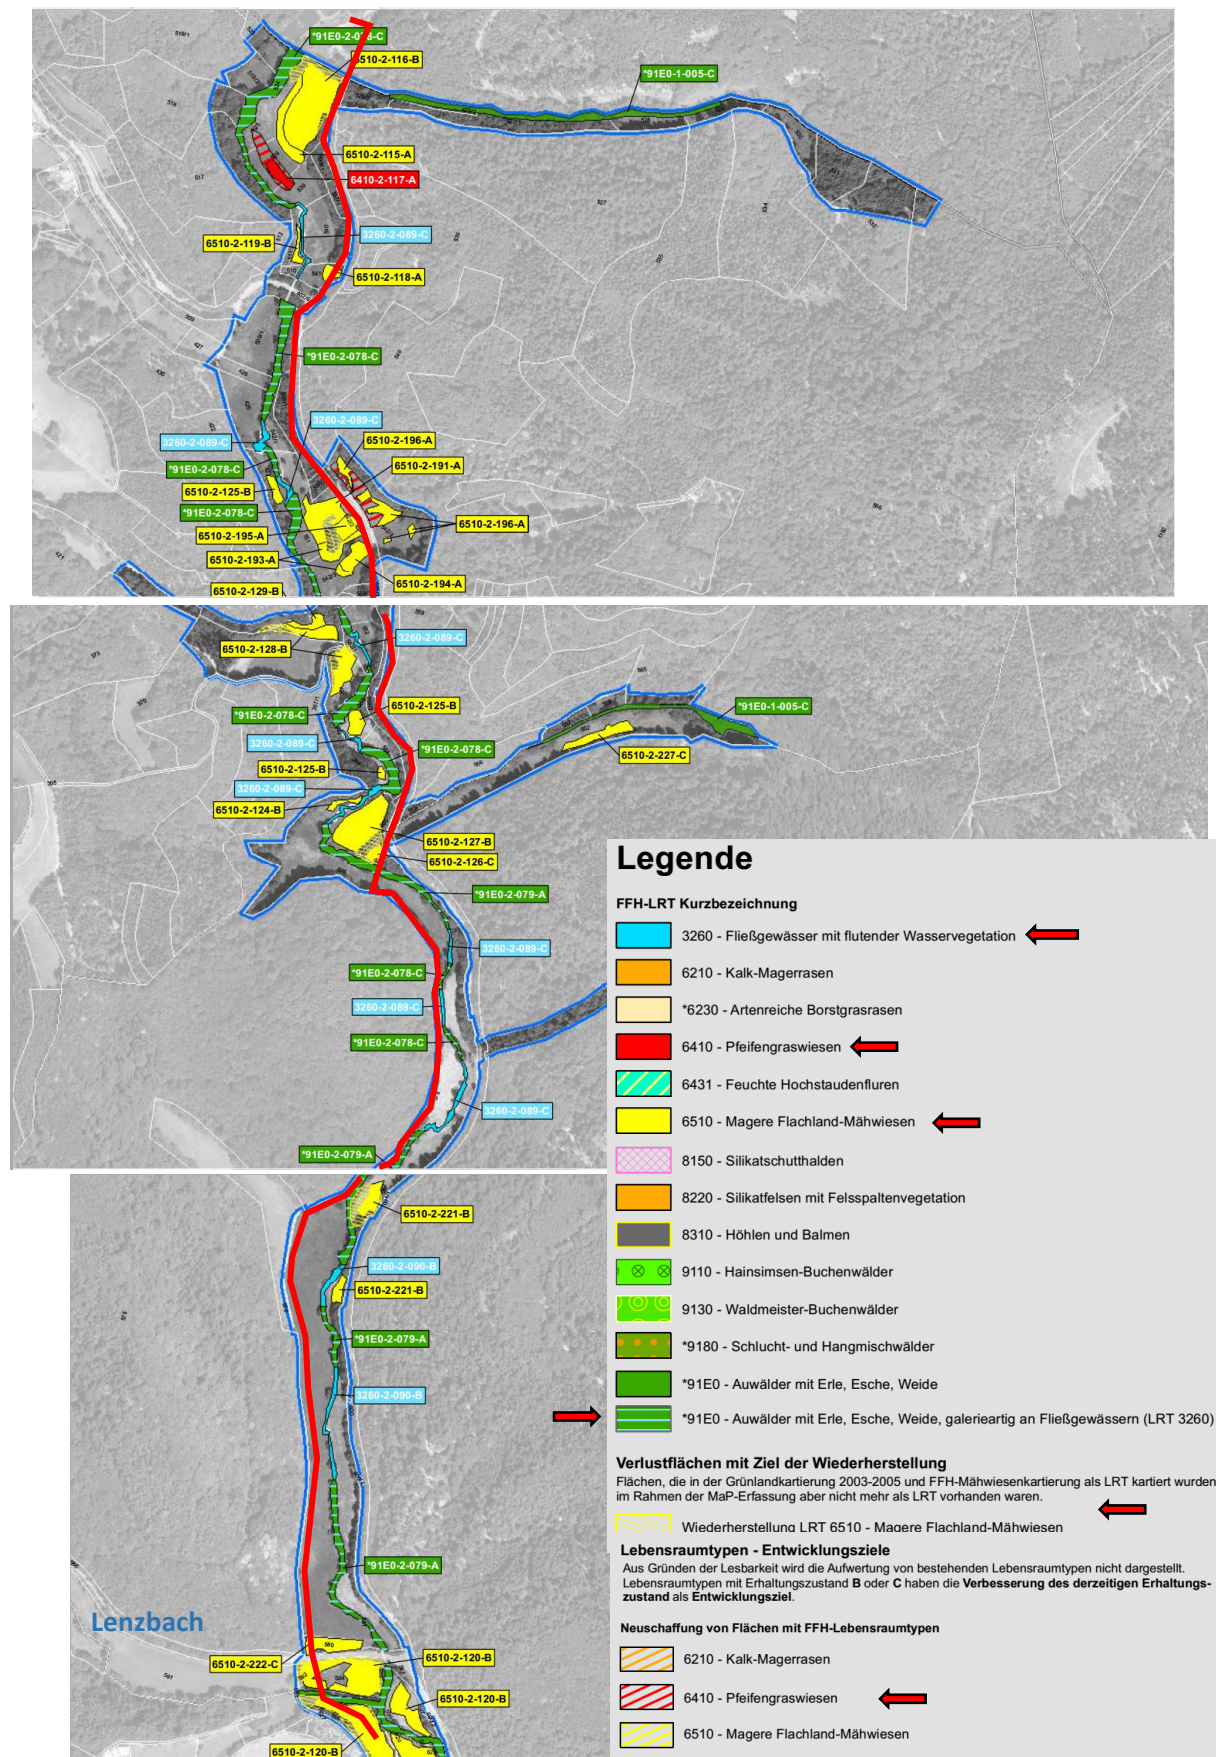 *91E0-2-078-C
6510-2-116-B
*91E0-1-005-C
6510-2-115-A
6410-2-117-A
3260-2-089-C
6510-2-119-B
6510-2-118-A
*91E0-2-078-C
3260-2-089-C
3260-2-089-C
6510-2-196-A
*91E0-2-078-C
6510-2-191-A
6510-2-125-B
*91E0-2-078-C
6510-2-196-A
6510-2-195-A
6510-2-193-A
6510-2-194-A
6510-2-129-B
3260-2-089-C
6510-2-128-B
6510-2-125-B
*91E0-1-005-C
*91E0-2-078-C
3260-2-089-C
*91E0-2-078-C
6510-2-227-C
6510-2-125-B
3260-2-089-C
6510-2-124-B
6510-2-127-B
6510-2-126-C
*91E0-2-079-A
3260-2-089-C
*91E0-2-078-C
3260-2-089-C
*91E0-2-078-C
3260-2-089-C
*91E0-2-079-A
6510-2-221-B
3260-2-090-B
6510-2-221-B
*91E0-2-079-A
3260-2-090-B
*91E0-2-079-A
Lenzbach
6510-2-222-C
6510-2-120-B
6510-2-120-B
6510-2-120-B
Legende
FFH-LRT Kurzbezeichnung
3260 - Fließgewässer mit flutender Wasservegetation
6210 - Kalk-Magerrasen
*6230 - Artenreiche Borstgrasrasen
6410 - Pfeifengraswiesen
6431 - Feuchte Hochstaudenfluren
6510 - Magere Flachland-Mähwiesen
8150 - Silikatschutthalden
8220 - Silikatfelsen mit Felsspaltenvegetation
8310 - Höhlen und Balmen
9110 - Hainsimsen-Buchenwälder
9130 - Waldmeister-Buchenwälder
*9180 - Schlucht- und Hangmischwälder
*91E0 - Auwälder mit Erle, Esche, Weide
*91E0 - Auwälder mit Erle, Esche, Weide, galerieartig an Fließgewässern (LRT 3260)
Verlustflächen mit Ziel der Wiederherstellung
Flächen, die in der Grünlandkartierung 2003-2005 und FFH-Mähwiesenkartierung als LRT kartiert wurden
im Rahmen der MaP-Erfassung aber nicht mehr als LRT vorhanden waren.
Wiederherstellung LRT 6510 - Magere Flachland-Mähwiesen
Lebensraumtypen - Entwicklungsziele
Aus Gründen der Lesbarkeit wird die Aufwertung von bestehenden Lebensraumtypen nicht dargestellt.
Lebensraumtypen mit Erhaltungszustand B oder C haben die Verbesserung des derzeitigen Erhaltungs-
zustand als Entwicklungsziel.
Neuschaffung von Flächen mit FFH-Lebensraumtypen
6210 - Kalk-Magerrasen
6410 - Pfeifengraswiesen
6510 - Magere Flachland-Mähwiesen